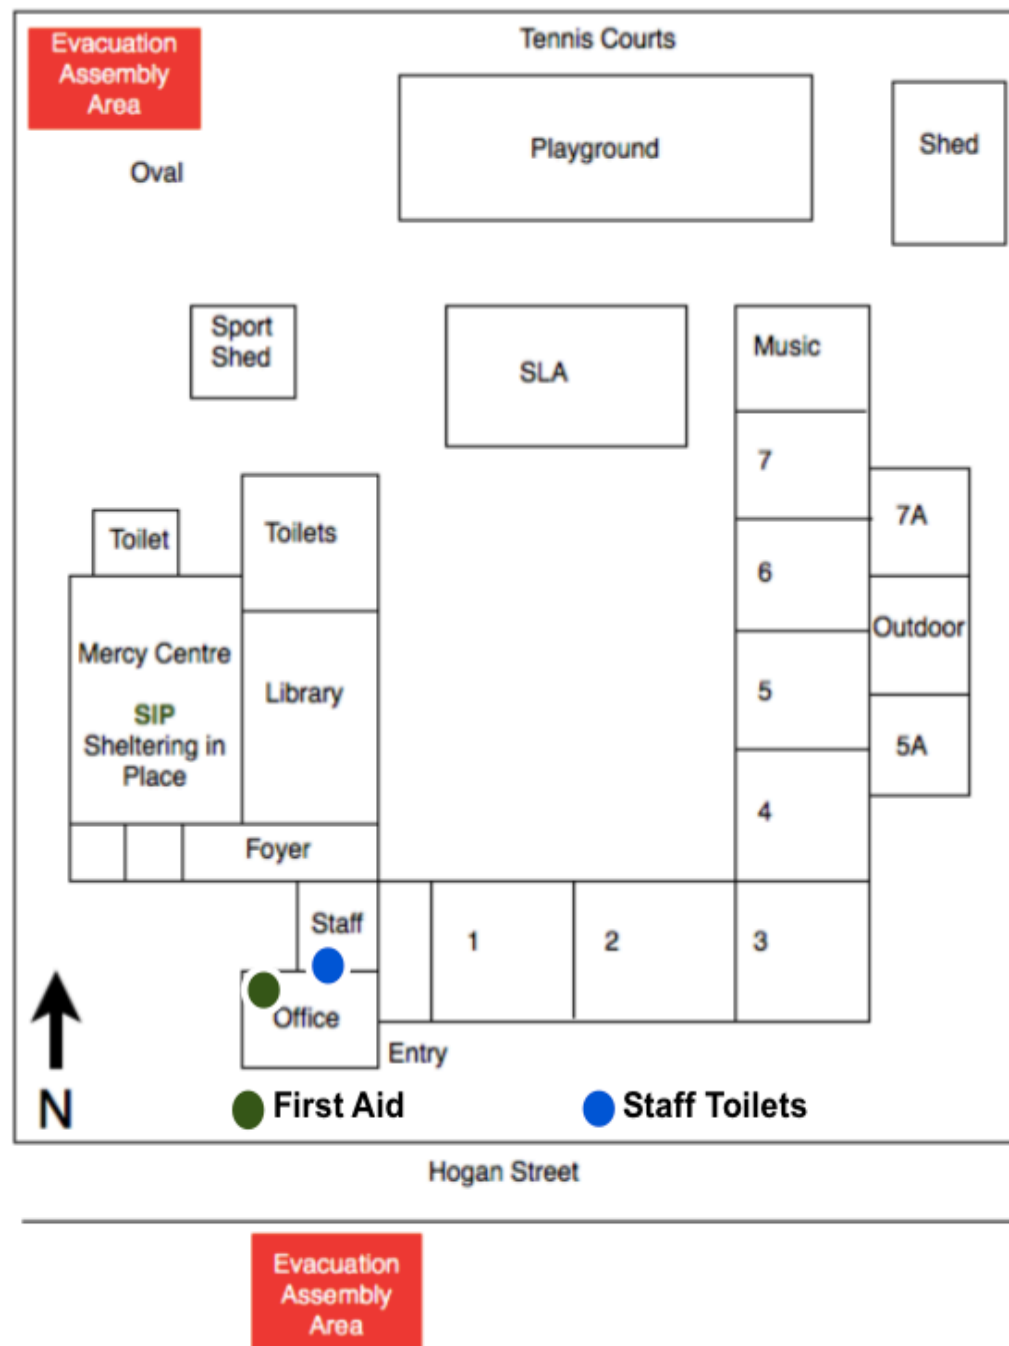 Evacuation
Assembly
Area
Tennis Courts
Playground
Shed
Oval
Sport
Shed
SLA
Music
7
7A
Toilets
Toilet
6
Outdoor
Mercy Centre
SIP
Sheltering in
Place
Library
5
5A
4
Foyer
Staff
1
2
3
Office
Entry
N
First Aid
Staff Toilets
Hogan Street
Evacuation
Assembly
Area